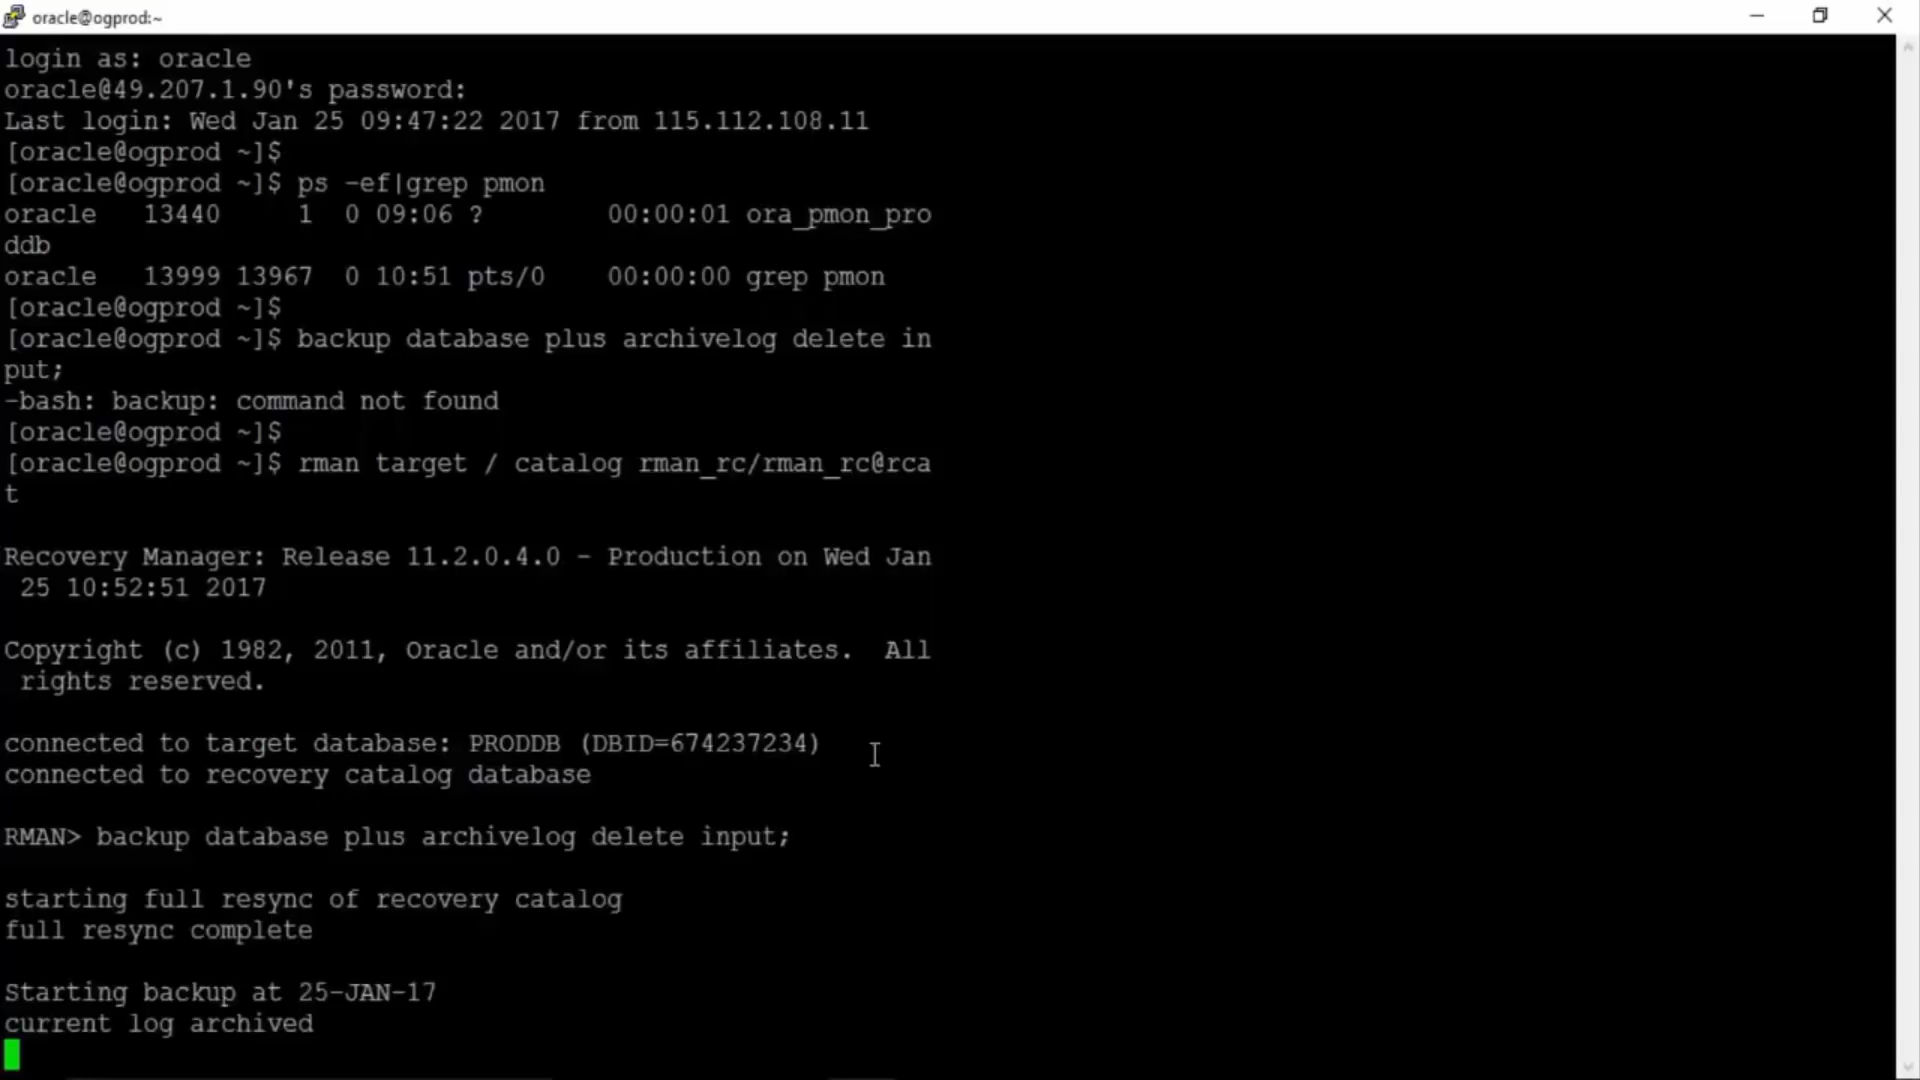 oracle@ogprod:~
login as: oracle
oracle@49.207.1.90's password:
Last login: Wed Jan 25 09:47:22 2017 from 115.112.108.11
[oracle@ogprod ~]$
[oracle@ogprod ~]$ ps -ef|grep pmon
oracle   13440     1  0 09:06 ?        00:00:01 ora_pmon_pro
ddb
oracle   13999 13967  0 10:51 pts/0    00:00:00 grep pmon
[oracle@ogprod ~]$
[oracle@ogprod ~]$ backup database plus archivelog delete in
put;
-bash: backup: command not found
[oracle@ogprod ~]$
[oracle@ogprod ~]$ rman target / catalog rman_rc/rman_rc@rca
t
Recovery Manager: Release 11.2.0.4.0 - Production on Wed Jan
 25 10:52:51 2017
Copyright (c) 1982, 2011, Oracle and/or its affiliates.  All
 rights reserved.
connected to target database: PRODDB (DBID=674237234)
connected to recovery catalog database
RMAN> backup database plus archivelog delete input;
starting full resync of recovery catalog
full resync complete
Starting backup at 25-JAN-17
current log archived